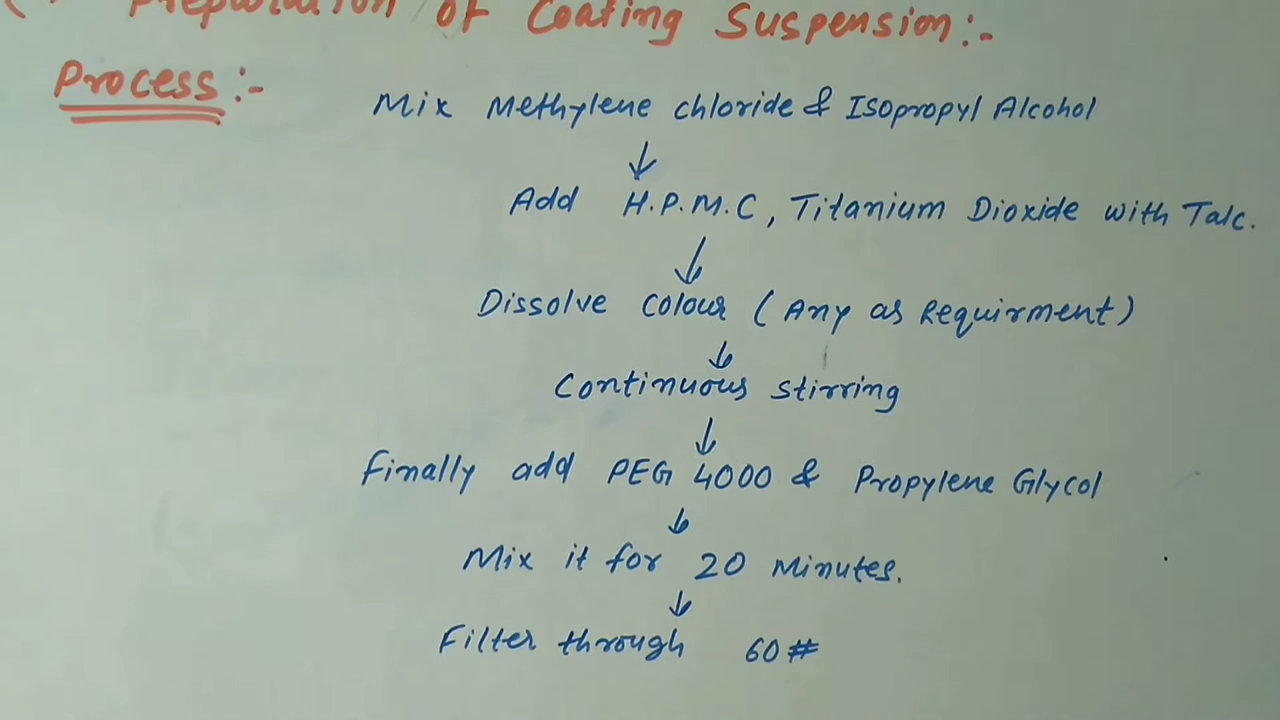 Preparation of Coating Suspension:-
Process:-
Mix Methylene chloride & Isopropyl Alcohol
↓
Add H.P.M.C, Titanium Dioxide with Talc.
↓
Dissolve Colour (Any as Requirment)
↓
Continuous stirring
↓
Finally add PEG 4000 & Propylene Glycol
↓
Mix it for 20 Minutes.
↓
Filter through 60#